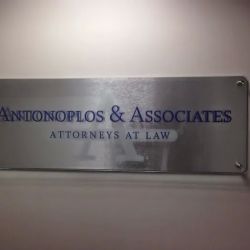 ANTONOPLOS & ASSOCIATES
ATTORNEYS AT LAW